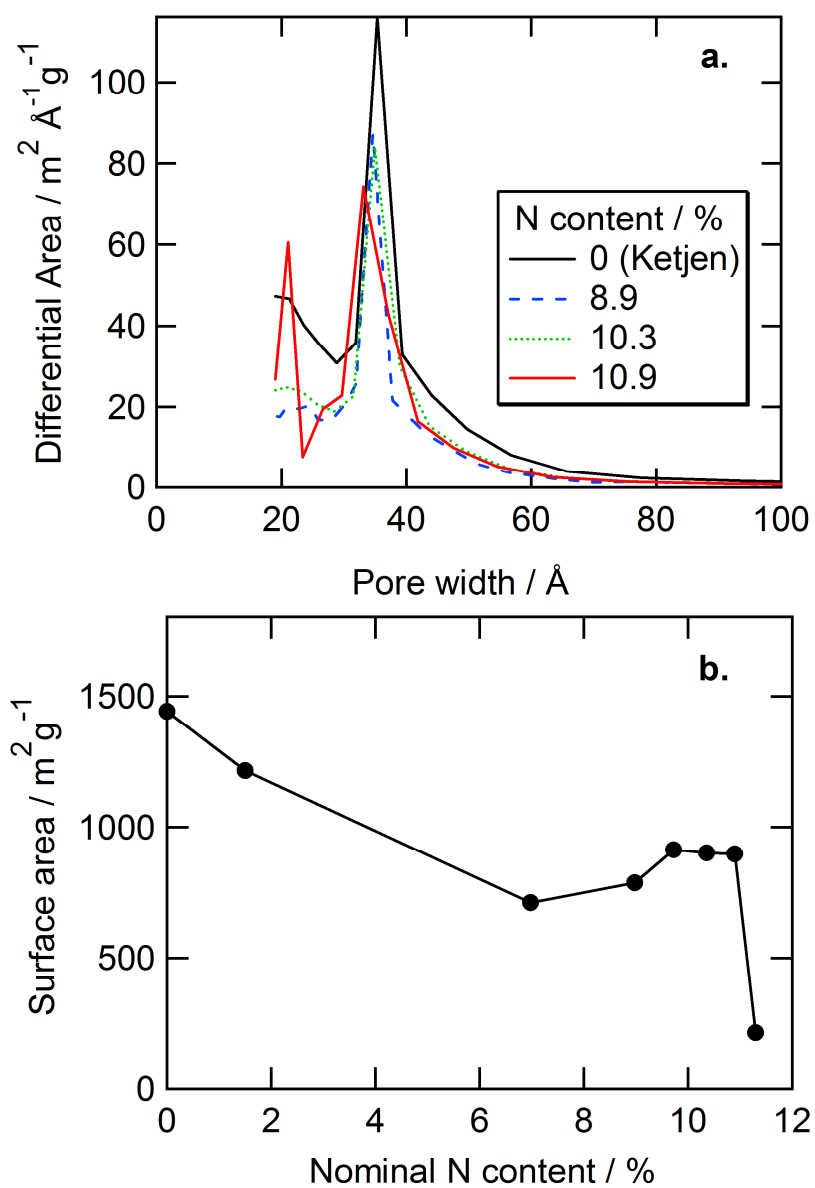 a.
100
80
60
40
20
0
Differential Area / m² Å⁻¹g⁻¹
N content / %
0 (Ketjen)
8.9
10.3
10.9
0 20 40 60 80 100
Pore width / Å
b.
1500
1000
500
0
Surface area / m²g⁻¹
0 2 4 6 8 10 12
Nominal N content / %